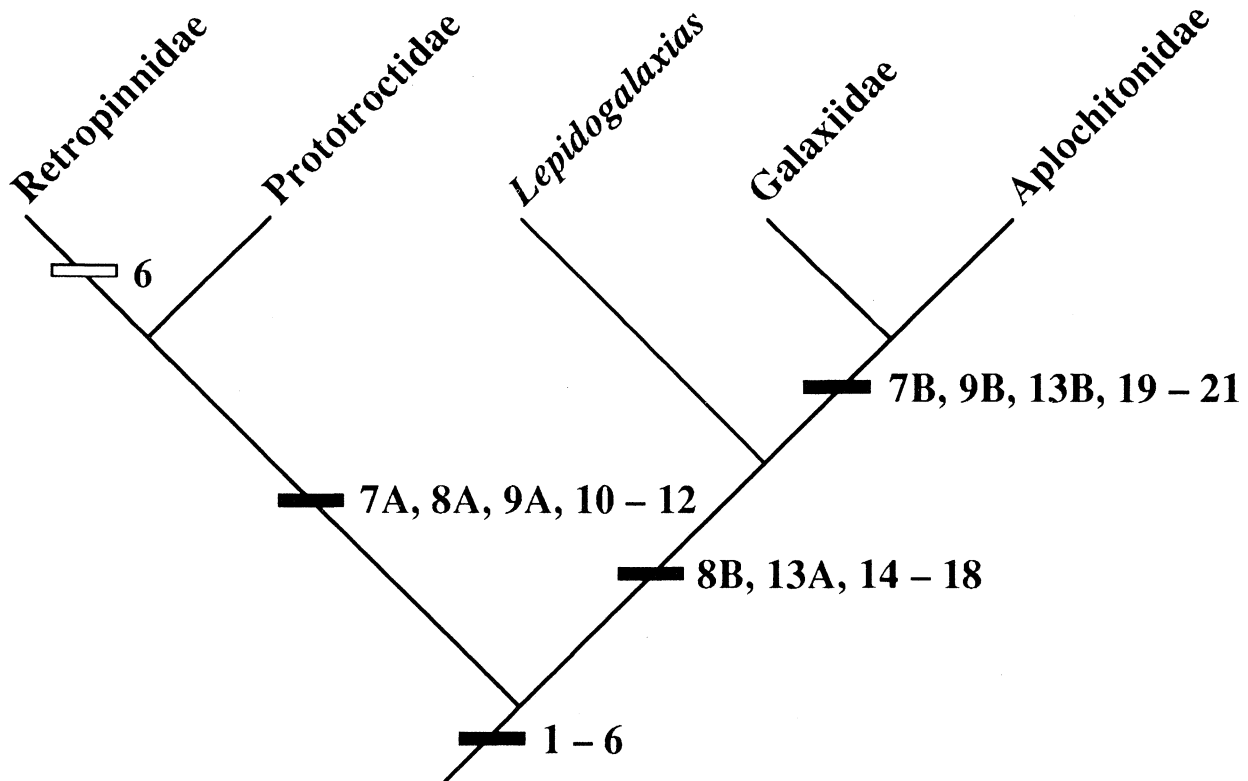 Retropinnidae
Prototroctidae
Lepidogalaxias
Galaxiidae
Aplochitonidae
6
7B, 9B, 13B, 19 – 21
7A, 8A, 9A, 10 – 12
8B, 13A, 14 – 18
1 – 6